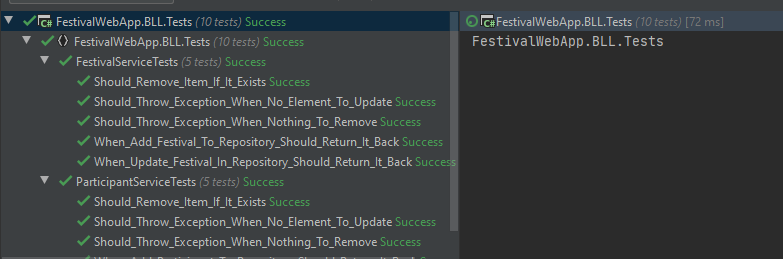 FestivalWebApp.BLL.Tests (10 tests) Success
FestivalWebApp.BLL.Tests (10 tests) Success
FestivalServiceTests (5 tests) Success
Should_Remove_Item_If_It_Exists Success
Should_Throw_Exception_When_No_Element_To_Update Success
Should_Throw_Exception_When_Nothing_To_Remove Success
When_Add_Festival_To_Repository_Should_Return_It_Back Success
When_Update_Festival_In_Repository_Should_Return_It_Back Success
ParticipantServiceTests (5 tests) Success
Should_Remove_Item_If_It_Exists Success
Should_Throw_Exception_When_No_Element_To_Update Success
Should_Throw_Exception_When_Nothing_To_Remove Success
FestivalWebApp.BLL.Tests (10 tests) [72 ms]
FestivalWebApp.BLL.Tests